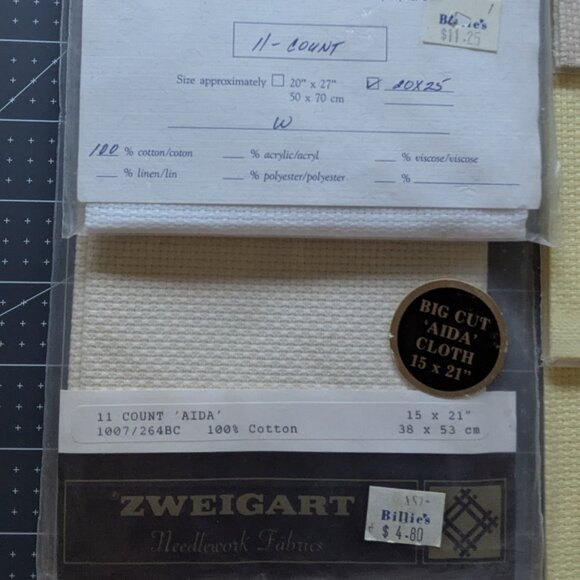 Billie's
$11.25
11-COUNT
Size approximately 20" x 27" 20X25
50 x 70 cm
W
100 % cotton/coton % acrylic/acryl % viscose/viscose
% linen/lin % polyester/polyester %
BIG CUT
'AIDA'
CLOTH
15 x 21"
11 COUNT 'AIDA' 15 x 21"
1007/264BC 100% Cotton 38 x 53 cm
ZWEIGART
Needlework Fabrics
Billie's
$ 4.80